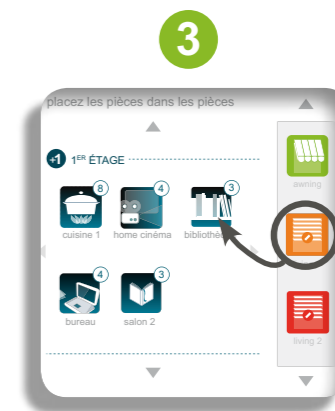 3
placez les pièces dans les pièces
+1 1ER ÉTAGE
awning
8 4 3
cuisine 1 home cinéma
4 3
bureau salon 2
living 2